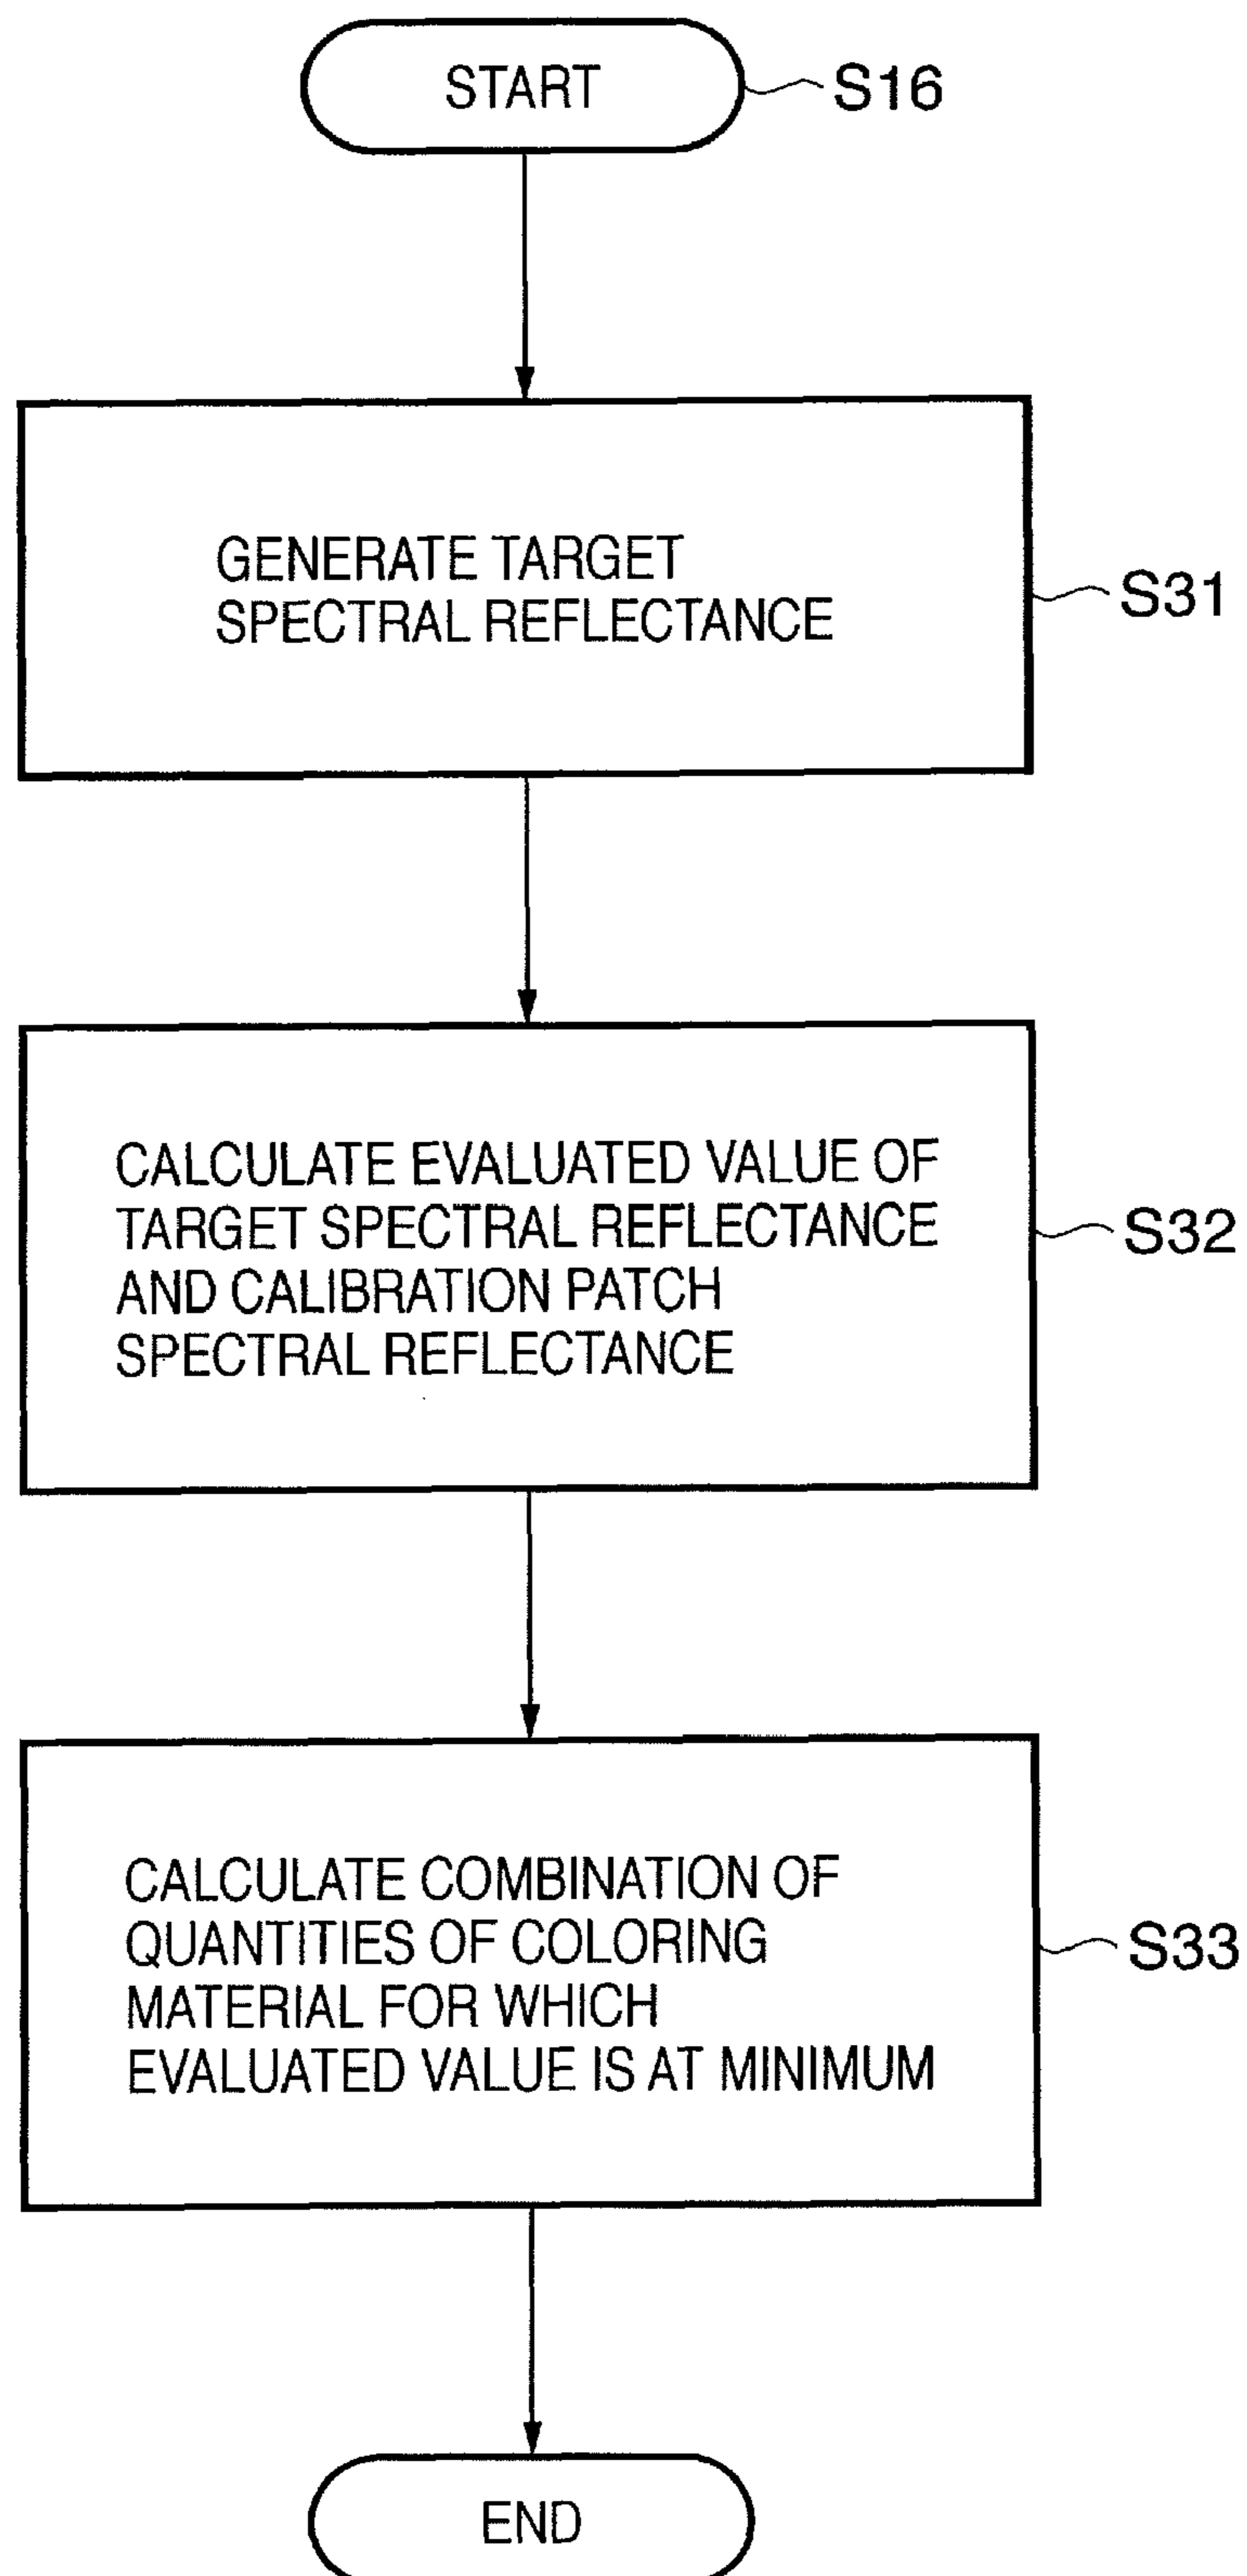 START
S16
GENERATE TARGET
SPECTRAL REFLECTANCE
S31
CALCULATE EVALUATED VALUE OF
TARGET SPECTRAL REFLECTANCE
AND CALIBRATION PATCH
SPECTRAL REFLECTANCE
S32
CALCULATE COMBINATION OF
QUANTITIES OF COLORING
MATERIAL FOR WHICH
EVALUATED VALUE IS AT MINIMUM
S33
END